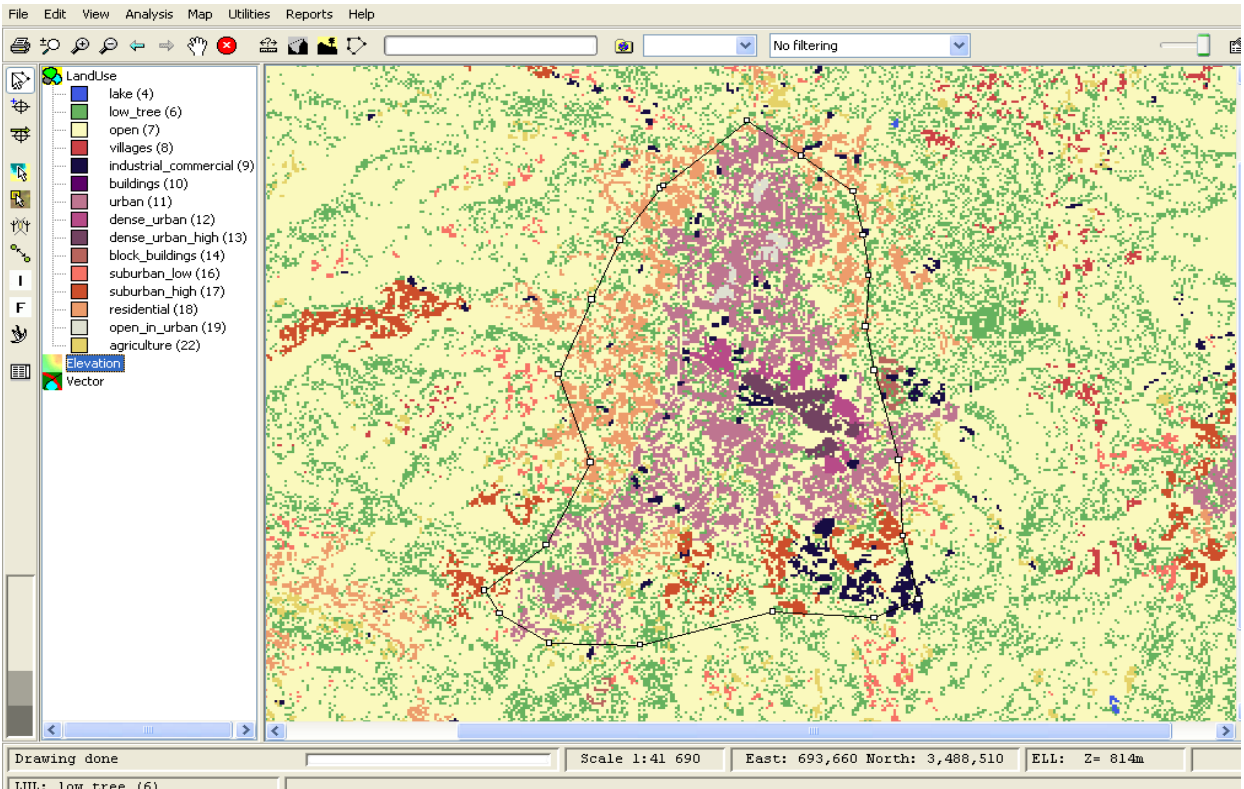 File Edit View Analysis Map Utilities Reports Help
No filtering
LandUse
lake (4)
low_tree (6)
open (7)
villages (8)
industrial_commercial (9)
buildings (10)
urban (11)
dense_urban (12)
dense_urban_high (13)
block_buildings (14)
suburban_low (16)
suburban_high (17)
residential (18)
open_in_urban (19)
agriculture (22)
Elevation
Vector
I
F
Drawing done Scale 1:41 690 East: 693,660 North: 3,488,510 ELL: Z= 814m
LUL: low tree (6)